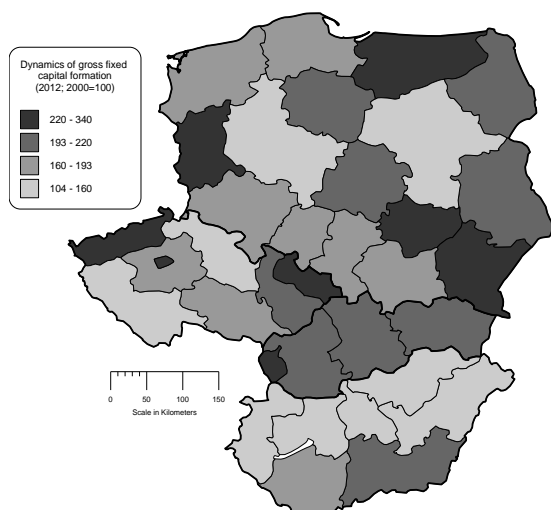 Dynamics of gross fixed
capital formation
(2012; 2000=100)
220 - 340
193 - 220
160 - 193
104 - 160
0 50 100 150
Scale in Kilometers